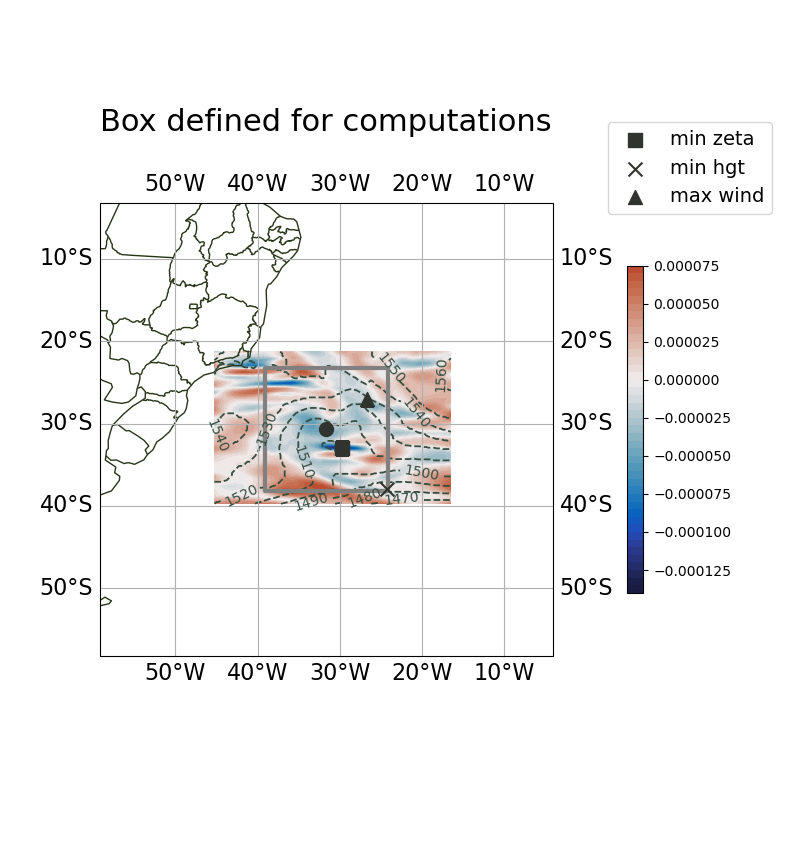 Box defined for computations
min zeta
min hgt
max wind
50°W 40°W 30°W 20°W 10°W
10°S 10°S
20°S 20°S
30°S 30°S
40°S 40°S
50°S 50°S
50°W 40°W 30°W 20°W 10°W
1550
1560
1540
1530
1540
1510
1500
1520
1490
1480
1470
0.000075
0.000050
0.000025
0.000000
−0.000025
−0.000050
−0.000075
−0.000100
−0.000125